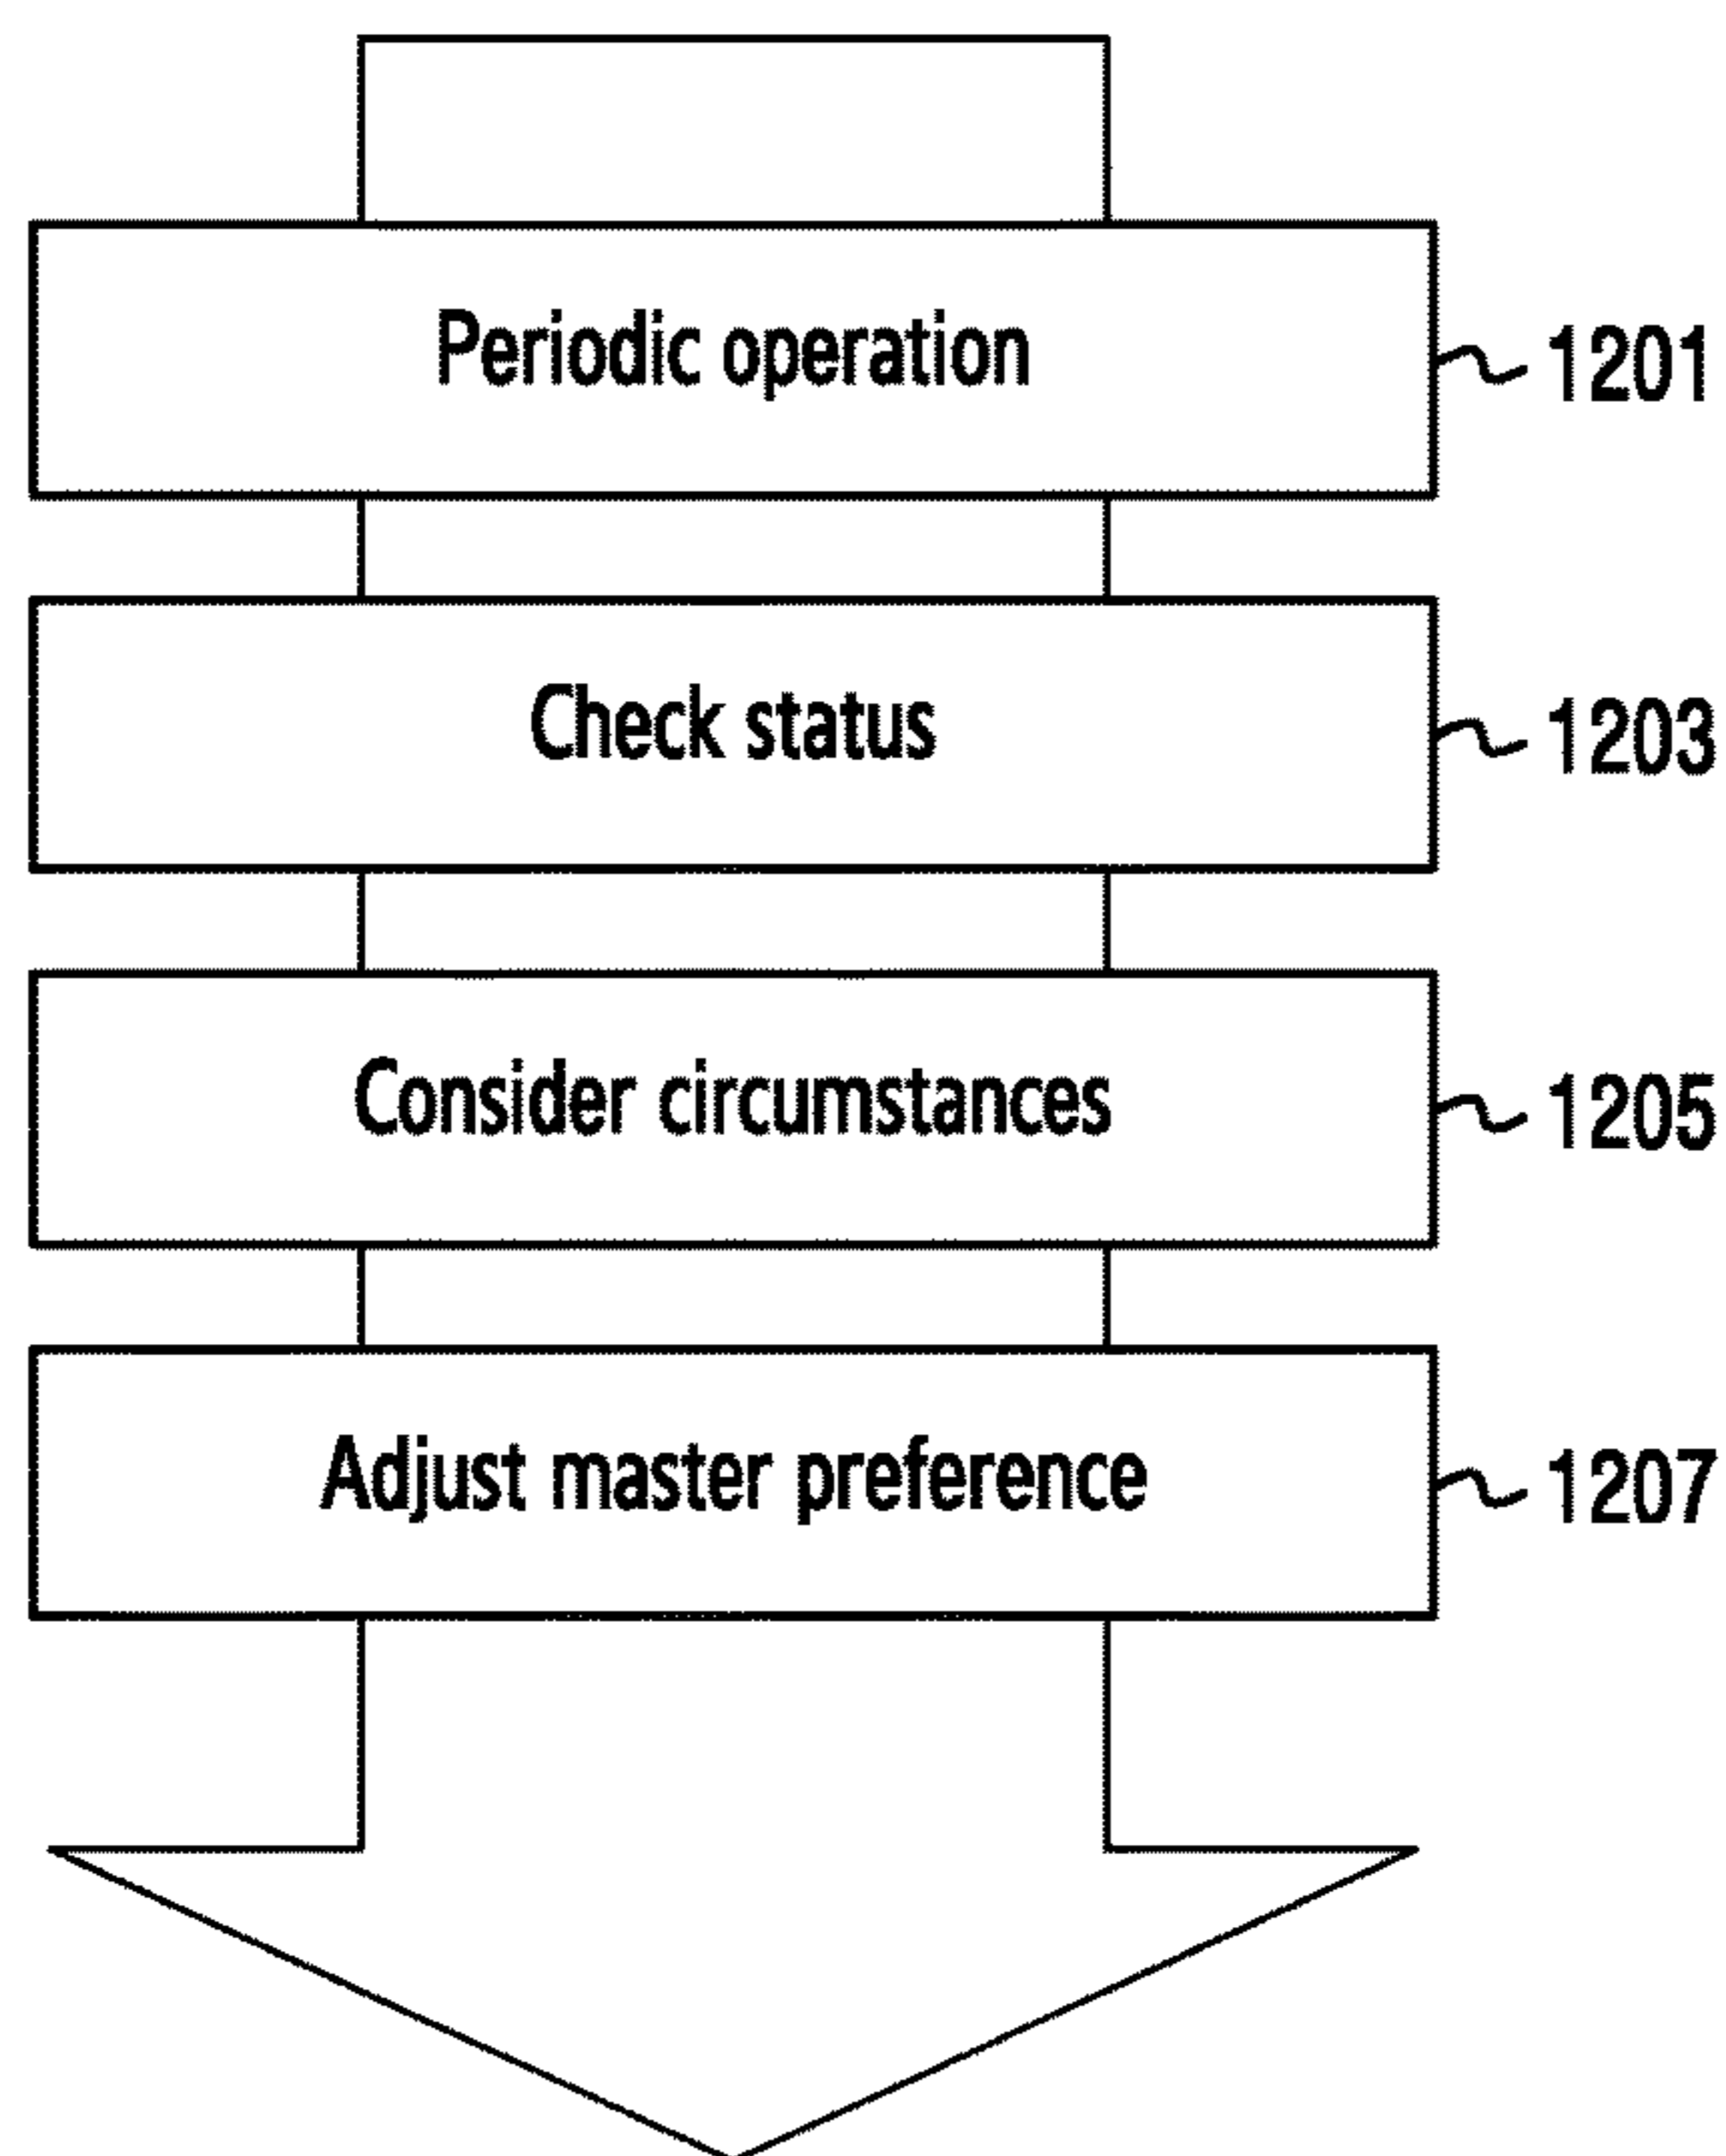 Periodic operation 1201
Check status 1203
Consider circumstances 1205
Adjust master preference 1207